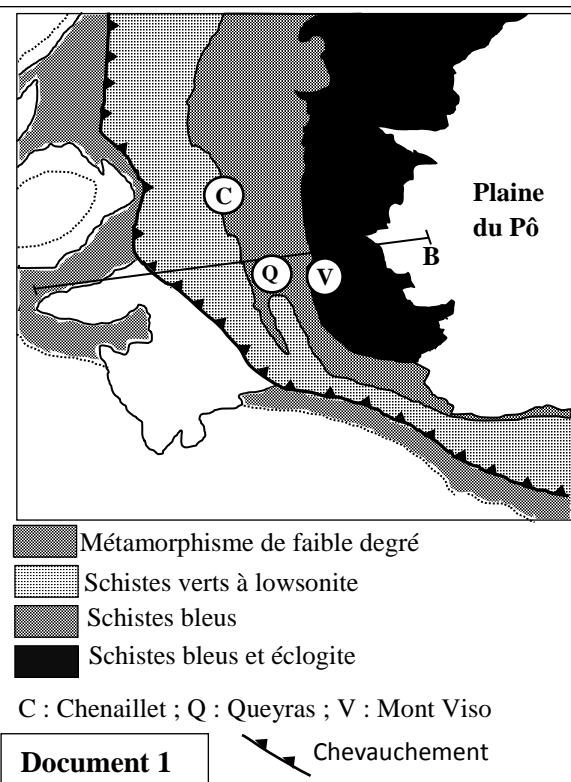 C
Plaine
du Pô
B
Q
V
Métamorphisme de faible degré
Schistes verts à lowsonite
Schistes bleus
Schistes bleus et éclogite
C : Chenaillet ; Q : Queyras ; V : Mont Viso
Document 1
Chevauchement